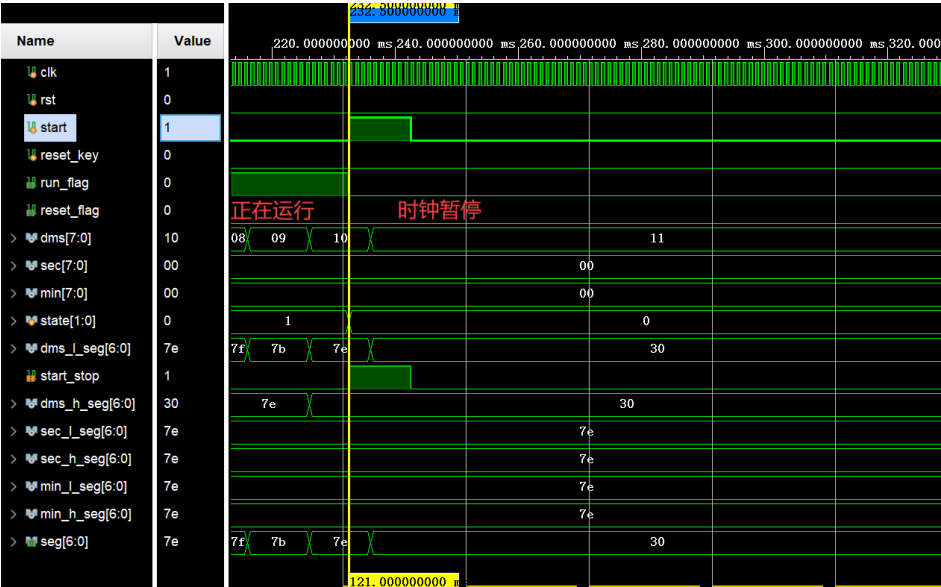 232.500000000 m
Name Value
220.000000000 ms 240.000000000 ms 260.000000000 ms 280.000000000 ms 300.000000000 ms 320.00
clk 1
rst 0
start 1
reset_key 0
run_flag 0
reset_flag 0 正在运行 时钟暂停
dms[7:0] 10 08 09 10 11
sec[7:0] 00 00
min[7:0] 00 00
state[1:0] 0 1 0
dms_l_seg[6:0] 7e 7f 7b 7e 30
start_stop 1
dms_h_seg[6:0] 30 7e 30
sec_l_seg[6:0] 7e 7e
sec_h_seg[6:0] 7e 7e
min_l_seg[6:0] 7e 7e
min_h_seg[6:0] 7e 7e
seg[6:0] 7e 7f 7b 7e 30
121.000000000 m